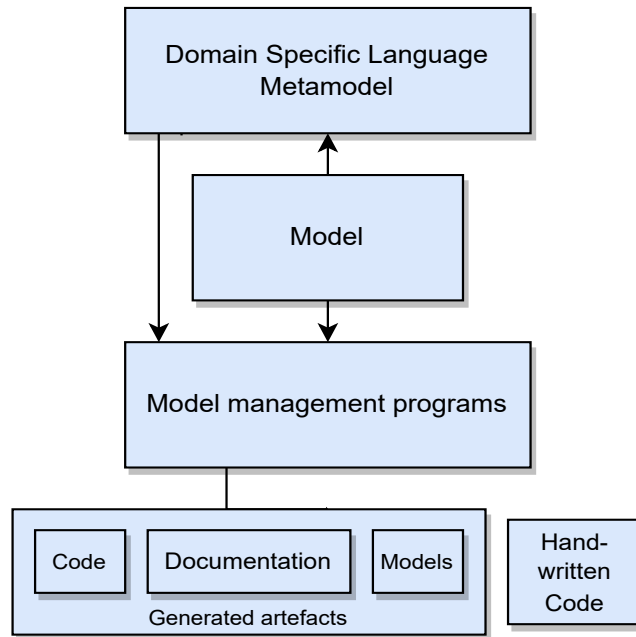 Domain Specific Language
Metamodel
Model
Model management programs
Code
Documentation
Models
Generated artefacts
Hand-
written
Code